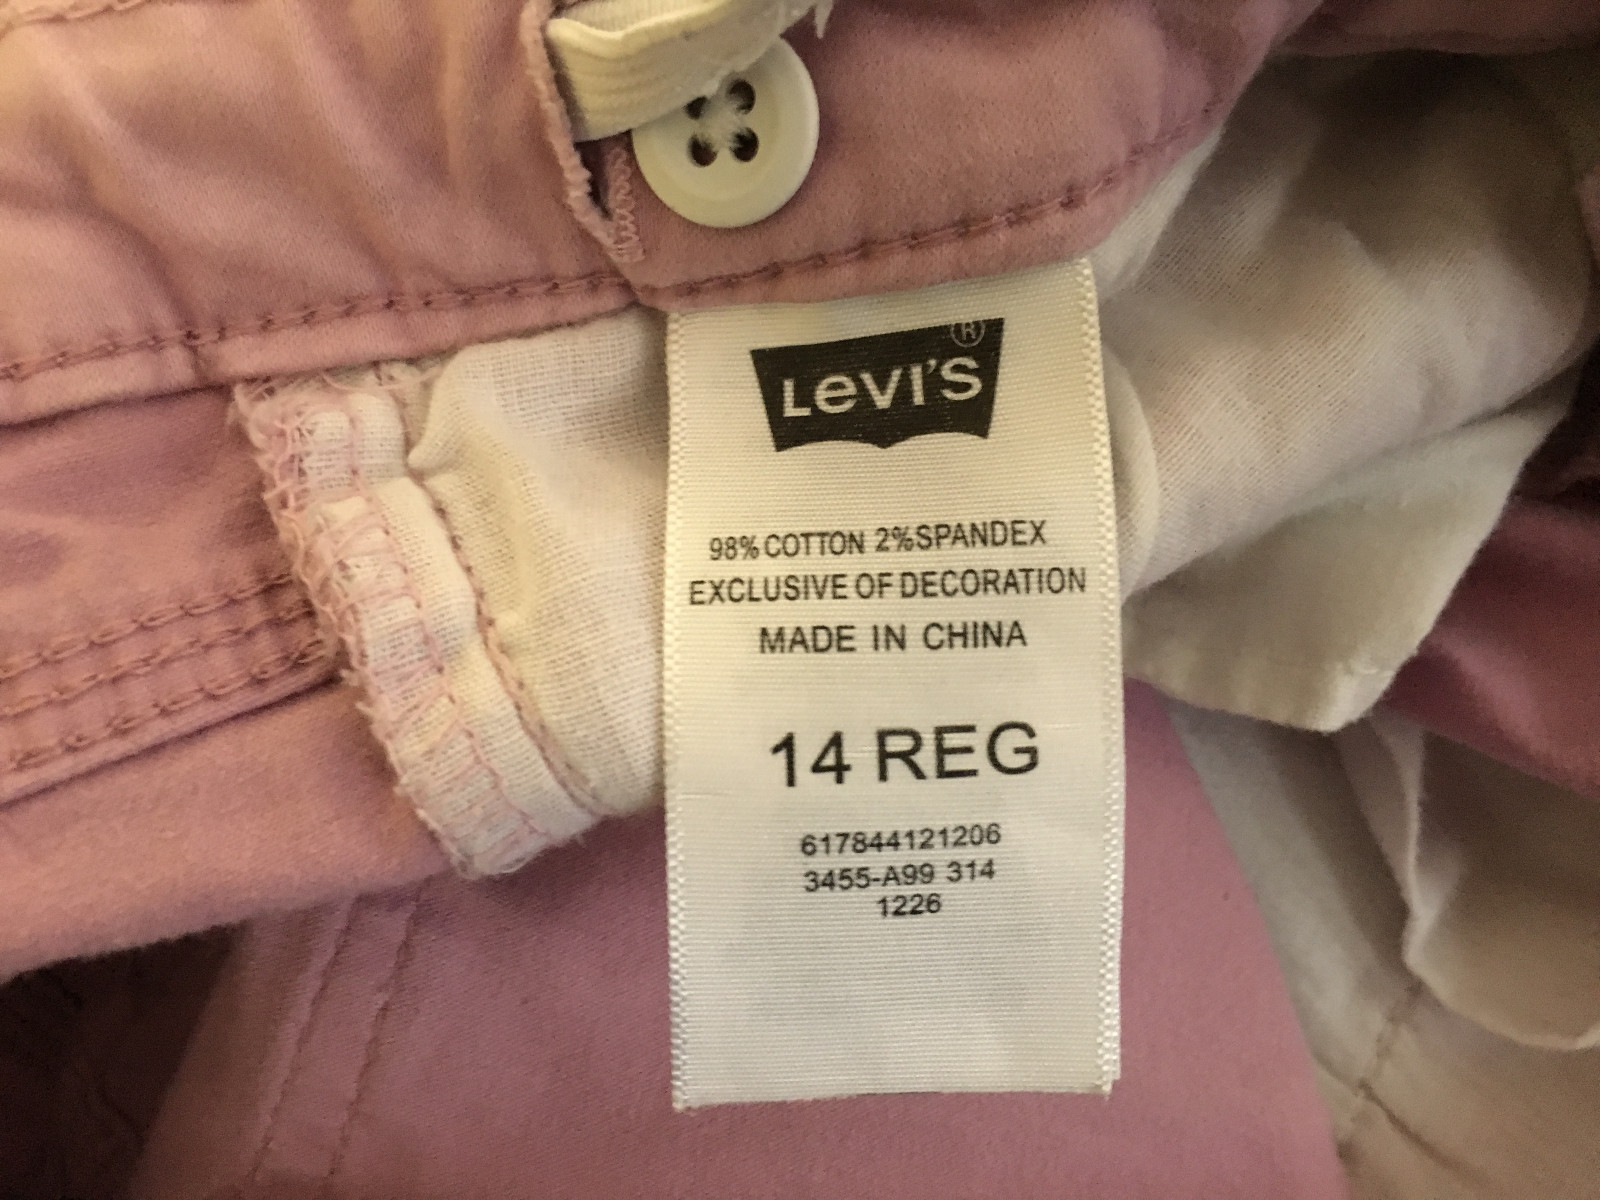 LEVI'S®
98% COTTON 2%SPANDEX
EXCLUSIVE OF DECORATION
MADE IN CHINA
14 REG
617844121206
3455-A99 314
1226